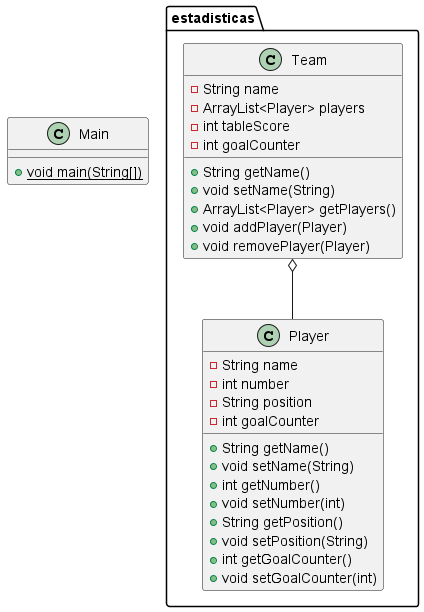 estadisticas
C Team
String name
ArrayList<Player> players
int tableScore
int goalCounter
String getName()
void setName(String)
ArrayList<Player> getPlayers()
void addPlayer(Player)
void removePlayer(Player)
C Main
void main(String[])
C Player
String name
int number
String position
int goalCounter
String getName()
void setName(String)
int getNumber()
void setNumber(int)
String getPosition()
void setPosition(String)
int getGoalCounter()
void setGoalCounter(int)